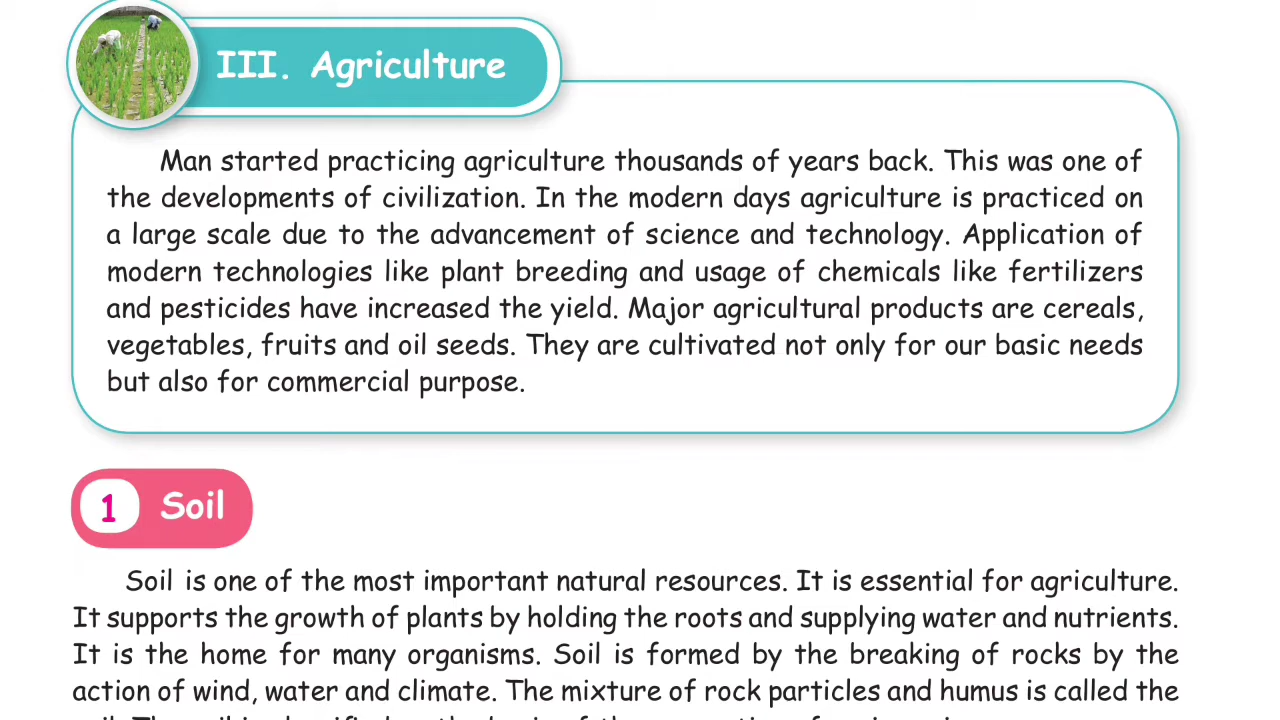 III. Agriculture
Man started practicing agriculture thousands of years back. This was one of
the developments of civilization. In the modern days agriculture is practiced on
a large scale due to the advancement of science and technology. Application of
modern technologies like plant breeding and usage of chemicals like fertilizers
and pesticides have increased the yield. Major agricultural products are cereals,
vegetables, fruits and oil seeds. They are cultivated not only for our basic needs
but also for commercial purpose.
1 Soil
Soil is one of the most important natural resources. It is essential for agriculture.
It supports the growth of plants by holding the roots and supplying water and nutrients.
It is the home for many organisms. Soil is formed by the breaking of rocks by the
action of wind, water and climate. The mixture of rock particles and humus is called the